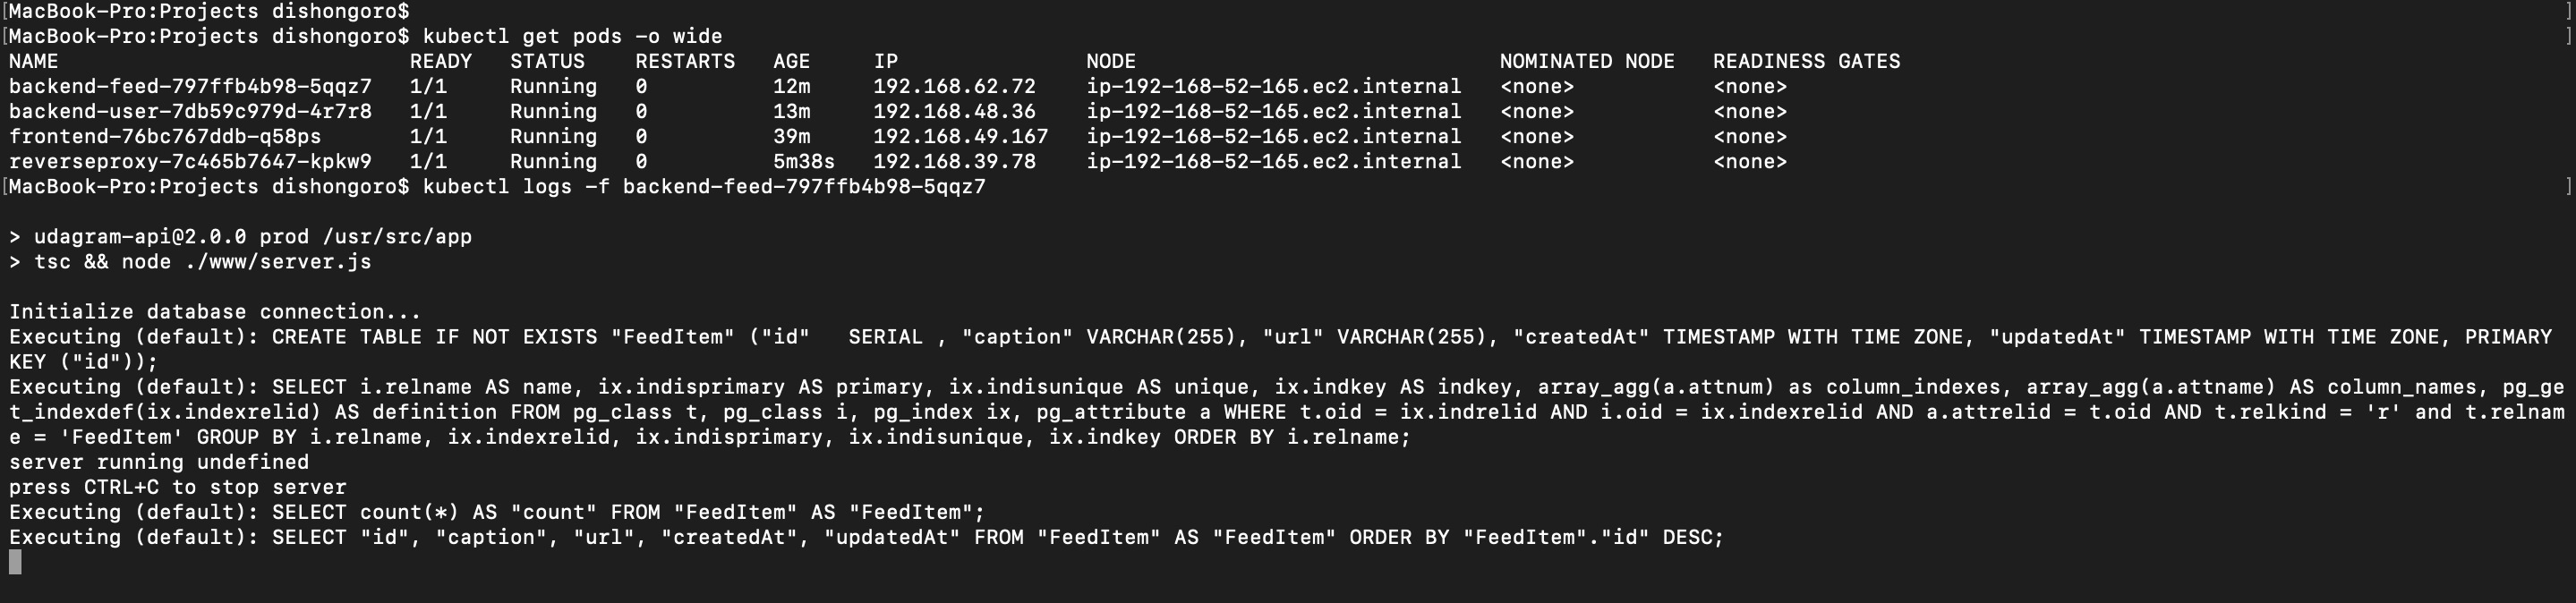 [MacBook-Pro:Projects dishongoro$ ]
[MacBook-Pro:Projects dishongoro$ kubectl get pods -o wide ]
NAME READY STATUS RESTARTS AGE IP NODE NOMINATED NODE READINESS GATES
backend-feed-797ffb4b98-5qqz7 1/1 Running 0 12m 192.168.62.72 ip-192-168-52-165.ec2.internal <none> <none>
backend-user-7db59c979d-4r7r8 1/1 Running 0 13m 192.168.48.36 ip-192-168-52-165.ec2.internal <none> <none>
frontend-76bc767ddb-q58ps 1/1 Running 0 39m 192.168.49.167 ip-192-168-52-165.ec2.internal <none> <none>
reverseproxy-7c465b7647-kpkw9 1/1 Running 0 5m38s 192.168.39.78 ip-192-168-52-165.ec2.internal <none> <none>
[MacBook-Pro:Projects dishongoro$ kubectl logs -f backend-feed-797ffb4b98-5qqz7 ]
> udagram-api@2.0.0 prod /usr/src/app
> tsc && node ./www/server.js
Initialize database connection...
Executing (default): CREATE TABLE IF NOT EXISTS "FeedItem" ("id"   SERIAL , "caption" VARCHAR(255), "url" VARCHAR(255), "createdAt" TIMESTAMP WITH TIME ZONE, "updatedAt" TIMESTAMP WITH TIME ZONE, PRIMARY
KEY ("id"));
Executing (default): SELECT i.relname AS name, ix.indisprimary AS primary, ix.indisunique AS unique, ix.indkey AS indkey, array_agg(a.attnum) as column_indexes, array_agg(a.attname) AS column_names, pg_ge
t_indexdef(ix.indexrelid) AS definition FROM pg_class t, pg_class i, pg_index ix, pg_attribute a WHERE t.oid = ix.indrelid AND i.oid = ix.indexrelid AND a.attrelid = t.oid AND t.relkind = 'r' and t.relnam
e = 'FeedItem' GROUP BY i.relname, ix.indexrelid, ix.indisprimary, ix.indisunique, ix.indkey ORDER BY i.relname;
server running undefined
press CTRL+C to stop server
Executing (default): SELECT count(*) AS "count" FROM "FeedItem" AS "FeedItem";
Executing (default): SELECT "id", "caption", "url", "createdAt", "updatedAt" FROM "FeedItem" AS "FeedItem" ORDER BY "FeedItem"."id" DESC;